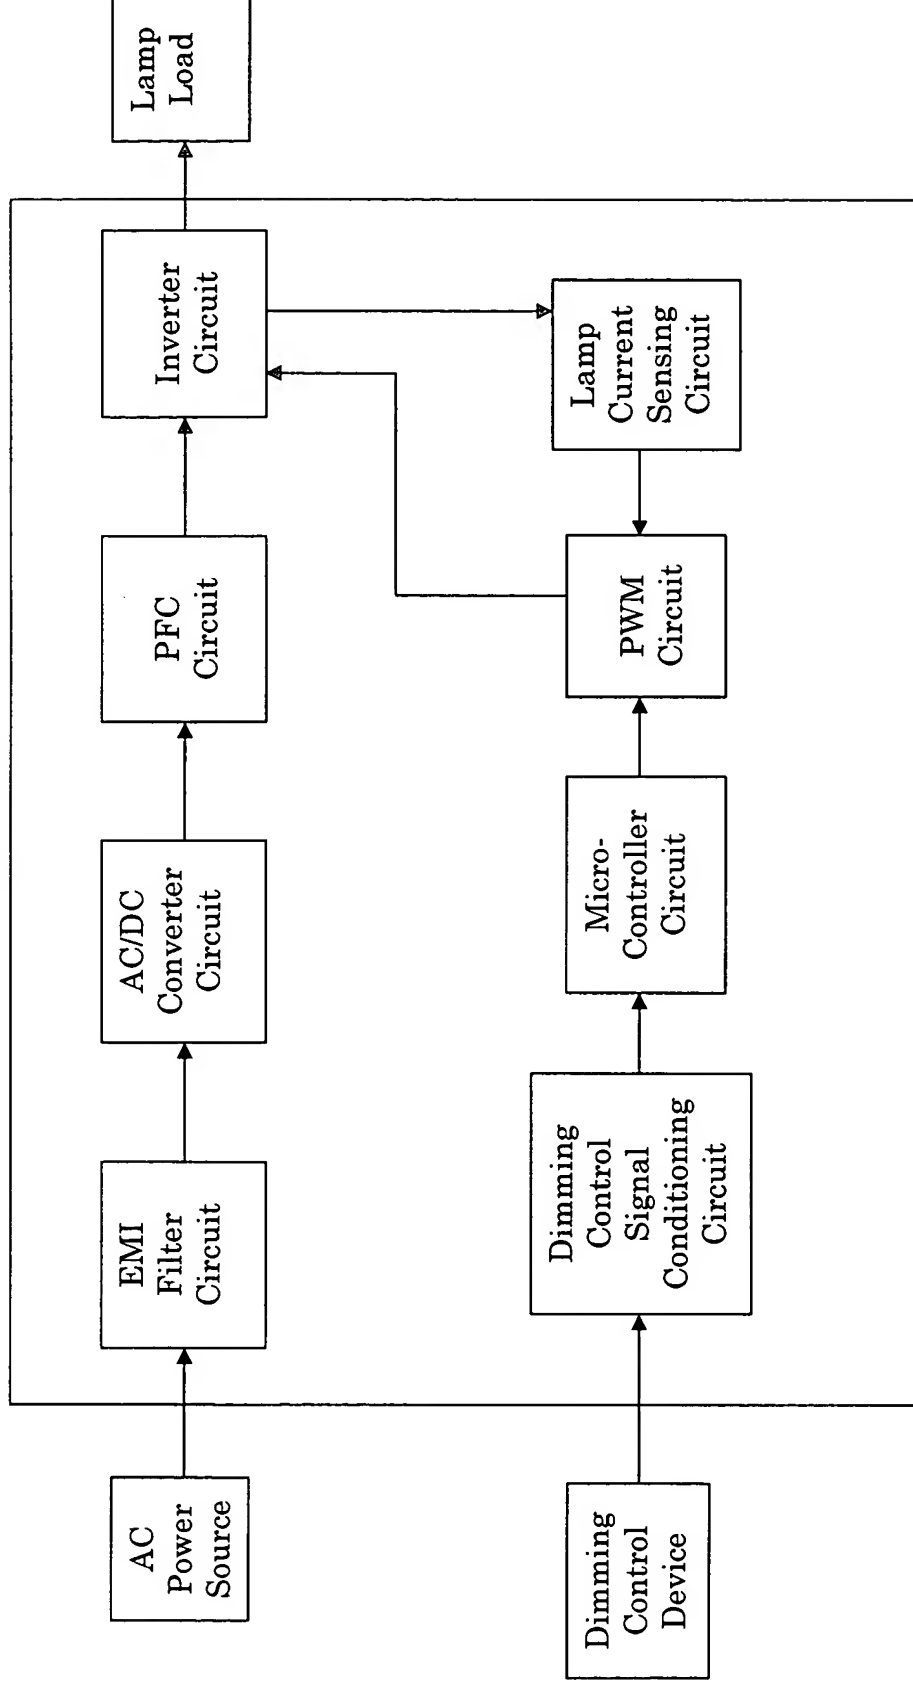 AC
Power
Source
EMI
Filter
Circuit
AC/DC
Converter
Circuit
PFC
Circuit
Inverter
Circuit
Lamp
Load
Dimming
Control
Device
Dimming
Control
Signal
Conditioning
Circuit
Micro-
Controller
Circuit
PWM
Circuit
Lamp
Current
Sensing
Circuit